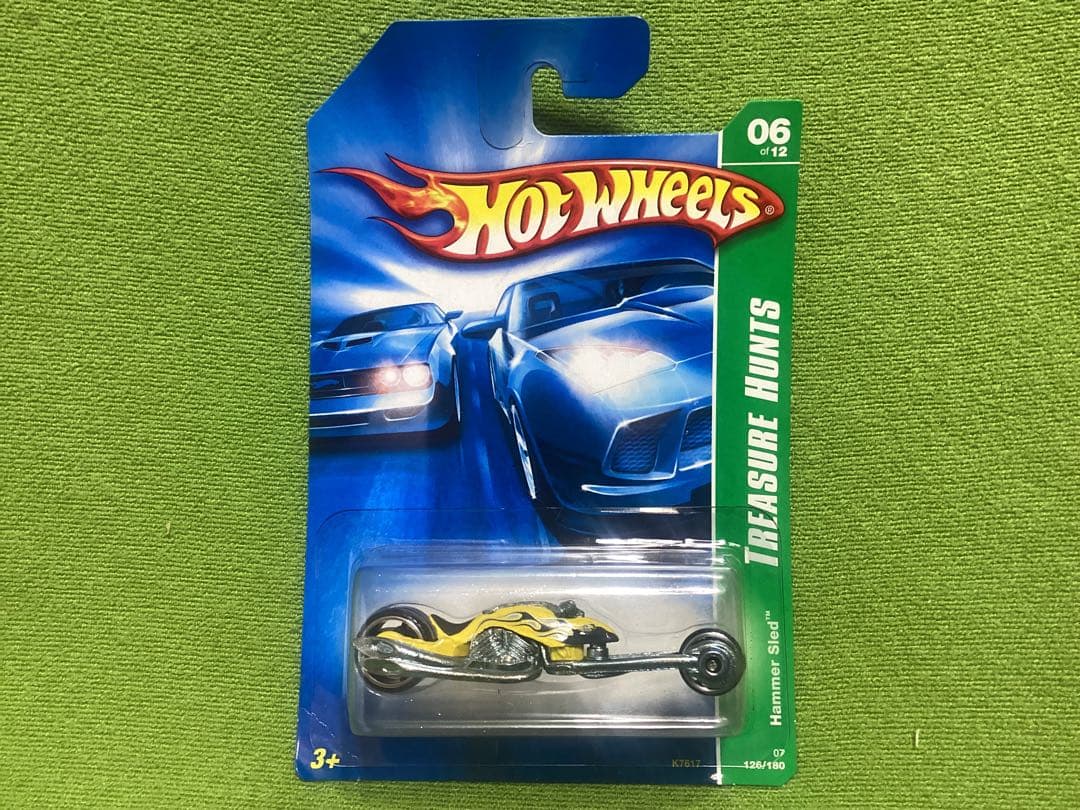 06
of 12
HOT WHEELS®
TREASURE HUNTS
Hammer Sled™
3+
K7617
07
126/180